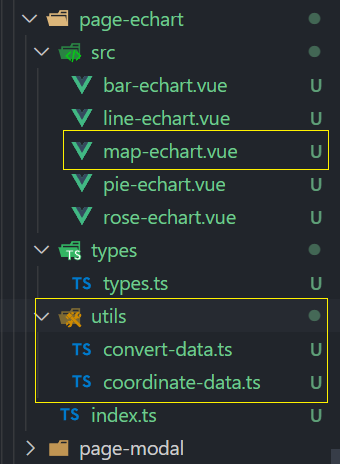 page-echart
src
bar-echart.vue U
line-echart.vue U
map-echart.vue U
pie-echart.vue U
rose-echart.vue U
TS types
TS types.ts U
utils
TS convert-data.ts U
TS coordinate-data.ts U
TS index.ts U
page-modal